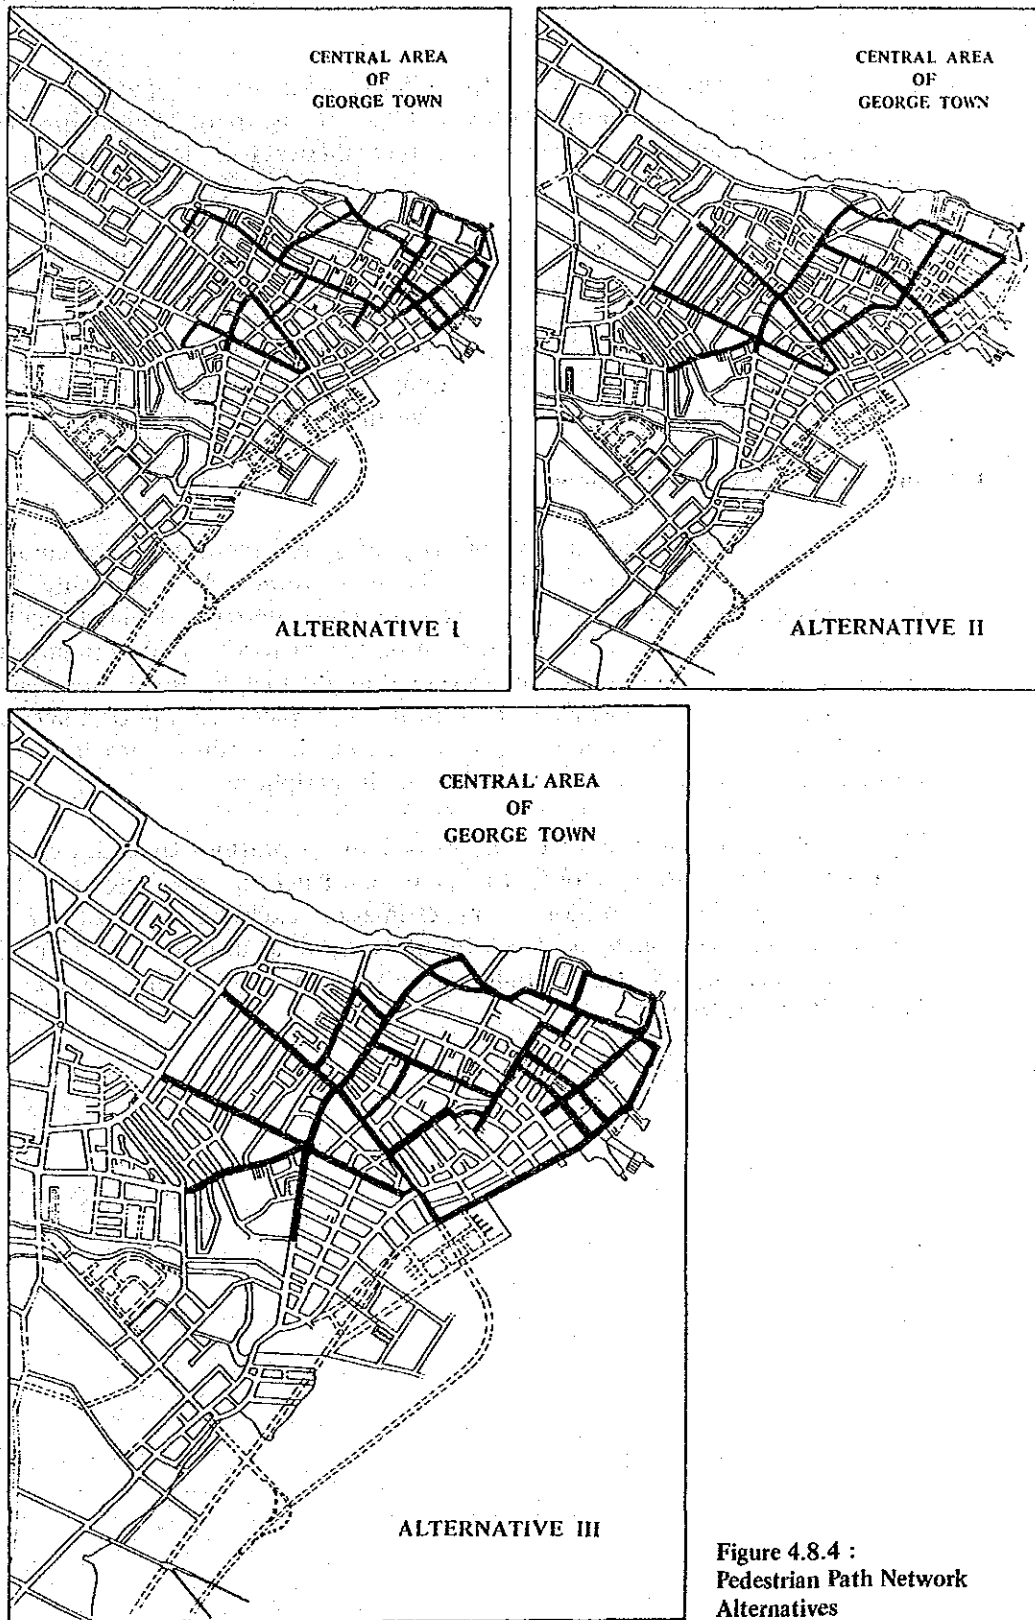 CENTRAL AREA
OF
GEORGE TOWN
ALTERNATIVE I
CENTRAL AREA
OF
GEORGE TOWN
ALTERNATIVE II
CENTRAL AREA
OF
GEORGE TOWN
ALTERNATIVE III
Figure 4.8.4 :
Pedestrian Path Network
Alternatives